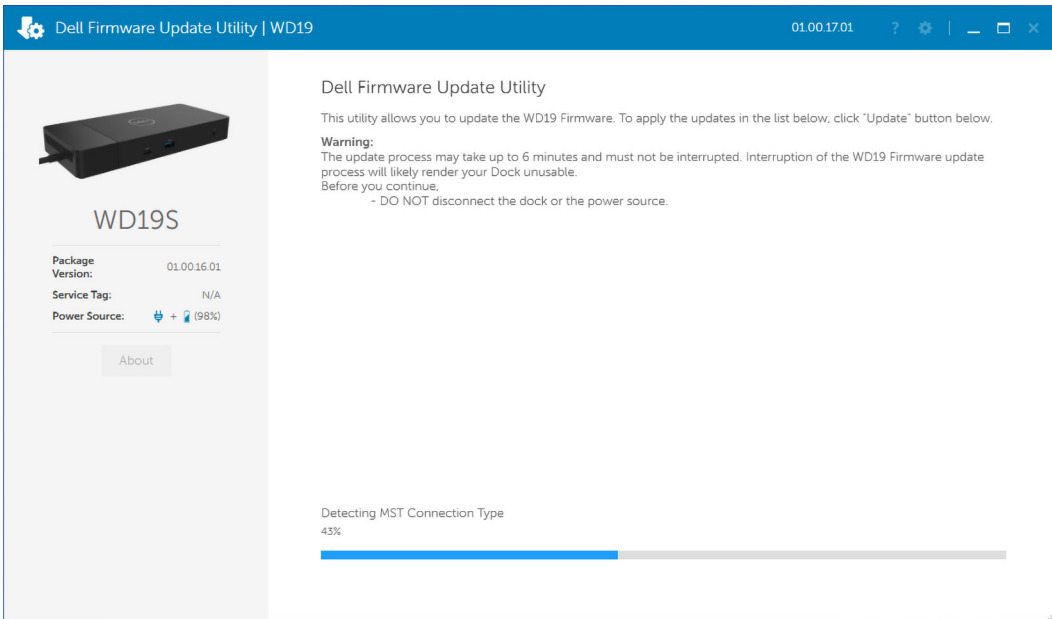 Dell Firmware Update Utility | WD19
01.00.17.01
?
Dell Firmware Update Utility
This utility allows you to update the WD19 Firmware. To apply the updates in the list below, click "Update" button below.
Warning:
The update process may take up to 6 minutes and must not be interrupted. Interruption of the WD19 Firmware update
process will likely render your Dock unusable.
Before you continue,
- DO NOT disconnect the dock or the power source.
WD19S
Package
Version:
01.00.16.01
Service Tag:
N/A
Power Source:
+
(98%)
About
Detecting MST Connection Type
43%